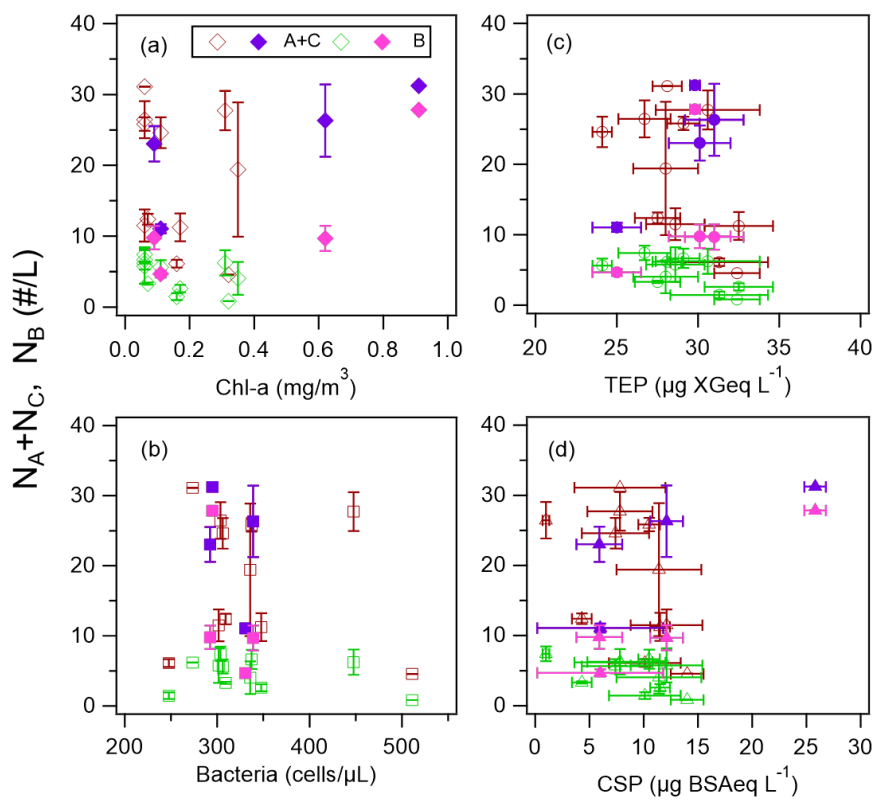 N_A+N_C, N_B (#/L)
(a)
A+C B
40
30
20
10
0
0.0 0.2 0.4 0.6 0.8 1.0
Chl-a (mg/m³)
(c)
40
30
20
10
0
20 25 30 35 40
TEP (µg XGeq L⁻¹)
(b)
40
30
20
10
0
200 300 400 500
Bacteria (cells/µL)
(d)
40
30
20
10
0
0 5 10 15 20 25 30
CSP (µg BSAeq L⁻¹)